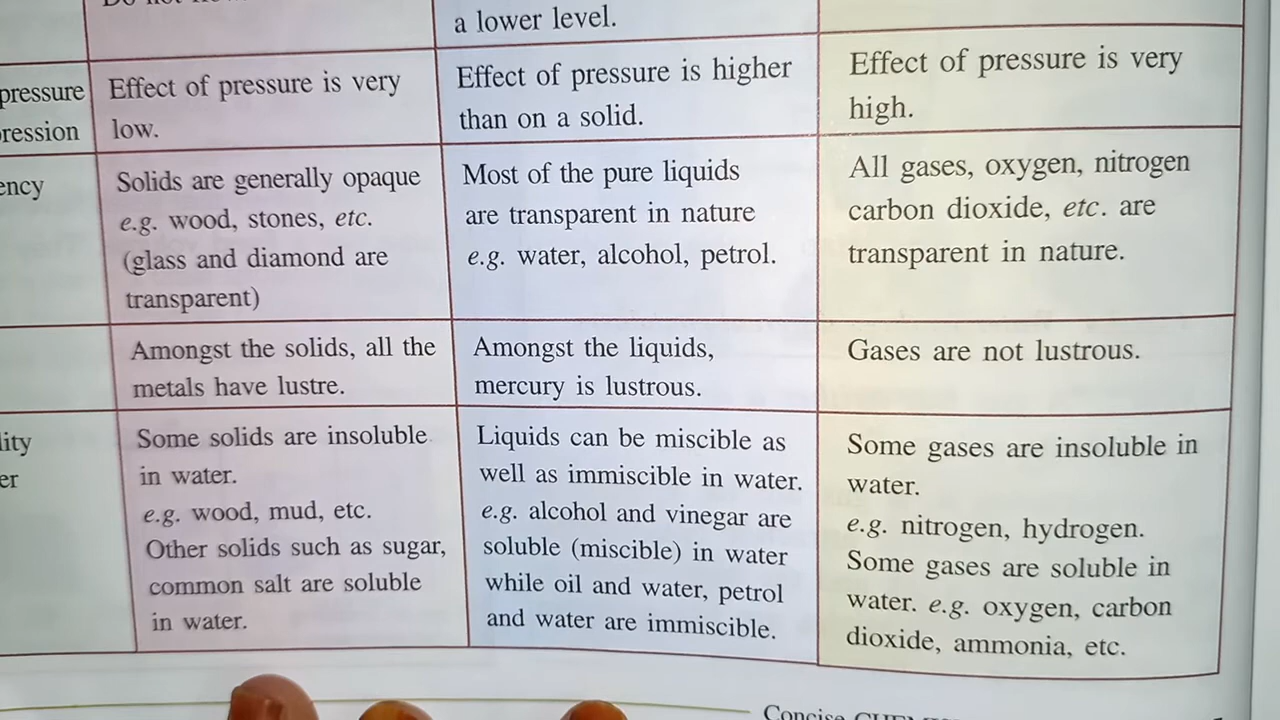 a lower level.
pressure
Effect of pressure is very
low.
Effect of pressure is higher
than on a solid.
Effect of pressure is very
high.
Solids are generally opaque
e.g. wood, stones, etc.
(glass and diamond are
transparent)
Most of the pure liquids
are transparent in nature
e.g. water, alcohol, petrol.
All gases, oxygen, nitrogen
carbon dioxide, etc. are
transparent in nature.
Amongst the solids, all the
metals have lustre.
Amongst the liquids,
mercury is lustrous.
Gases are not lustrous.
Some solids are insoluble
in water.
e.g. wood, mud, etc.
Other solids such as sugar,
common salt are soluble
in water.
Liquids can be miscible as
well as immiscible in water.
e.g. alcohol and vinegar are
soluble (miscible) in water
while oil and water, petrol
and water are immiscible.
Some gases are insoluble in
water.
e.g. nitrogen, hydrogen.
Some gases are soluble in
water. e.g. oxygen, carbon
dioxide, ammonia, etc.
Concise